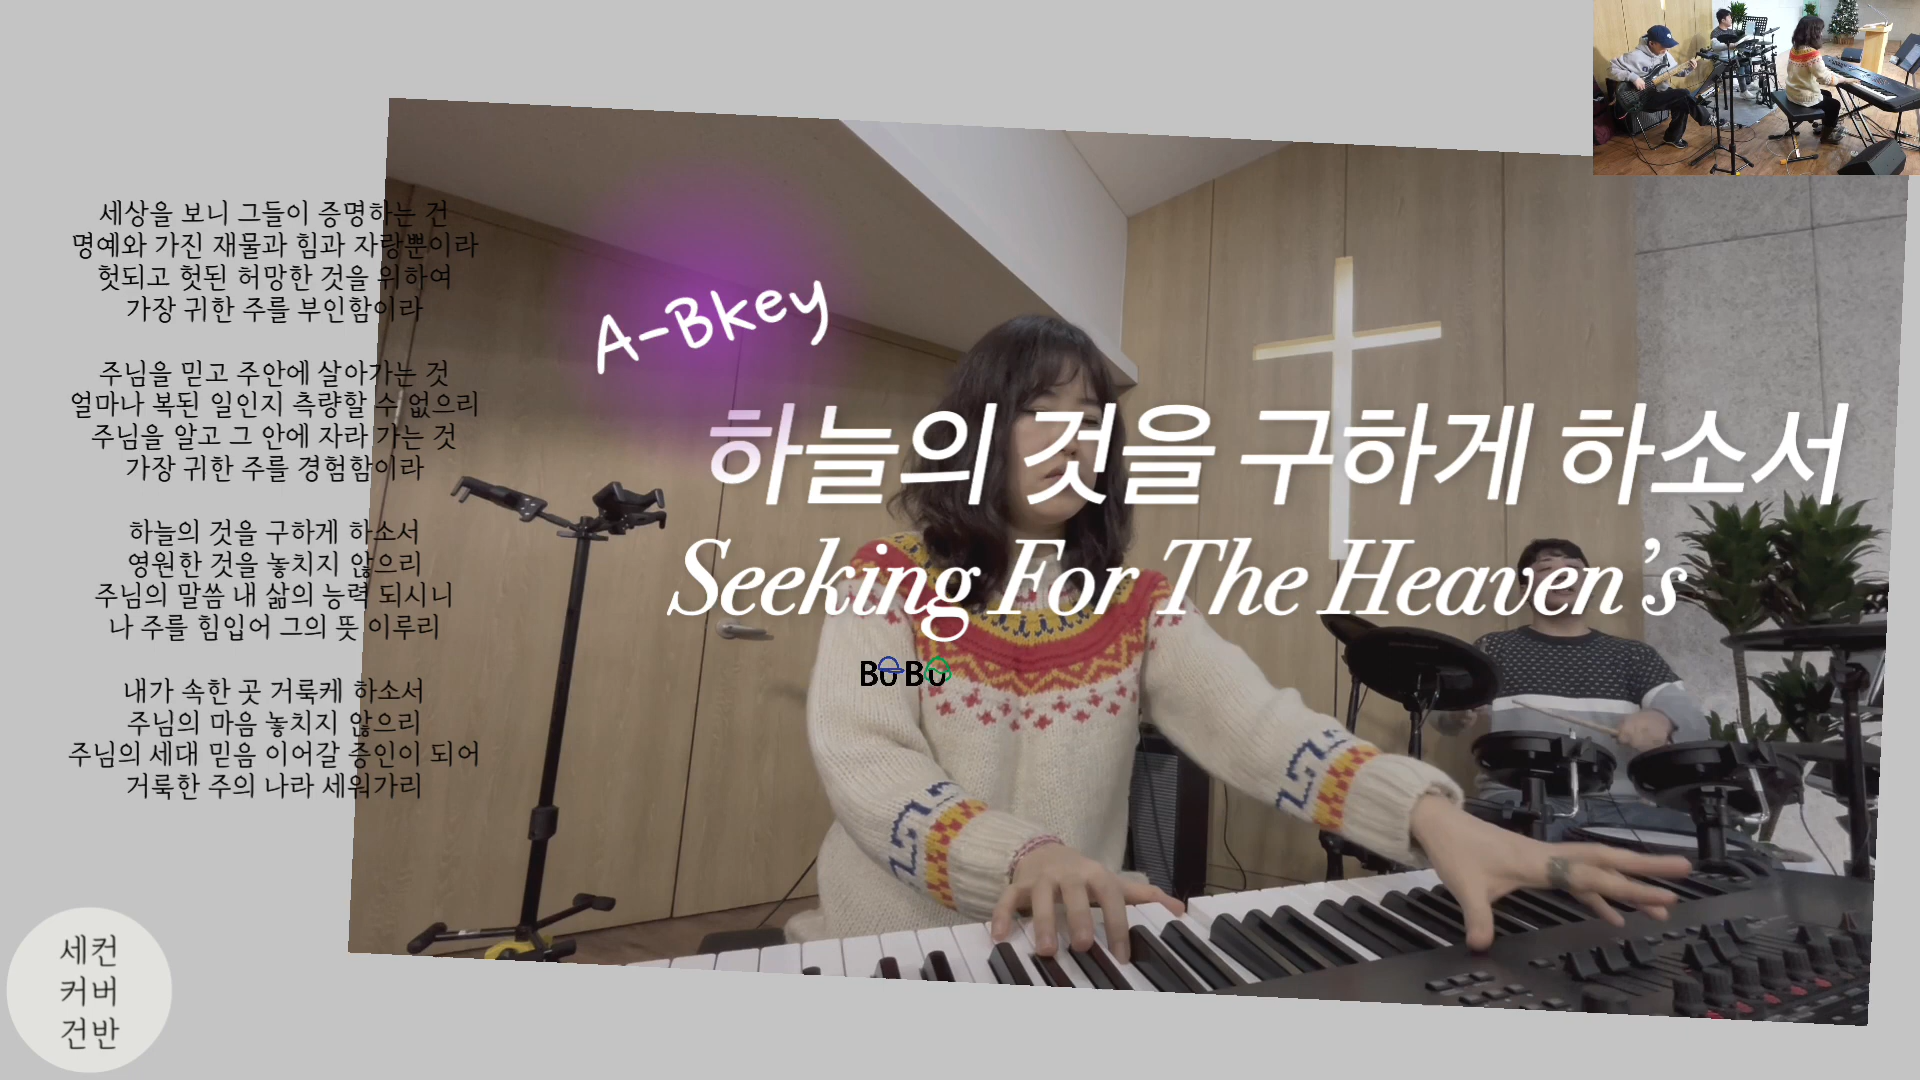 세상을 보니 그들이 증명하는 건
명예와 가진 재물과 힘과 자랑뿐이라
헛되고 헛된 허망한 것을 위하여
가장 귀한 주를 부인함이라
주님을 믿고 주안에 살아가는 것
얼마나 복된 일인지 측량할 수 없으리
주님을 알고 그 안에 자라 가는 것
가장 귀한 주를 경험함이라
하늘의 것을 구하게 하소서
영원한 것을 놓치지 않으리
주님의 말씀 내 삶의 능력 되시니
나 주를 힘입어 그의 뜻 이루리
내가 속한 곳 거룩케 하소서
주님의 마음 놓치지 않으리
주님의 세대 믿음 이어갈 증인이 되어
거룩한 주의 나라 세워가리
A-Bkey
하늘의 것을 구하게 하소서
Seeking For The Heaven's
BOBO
세컨
커버
건반